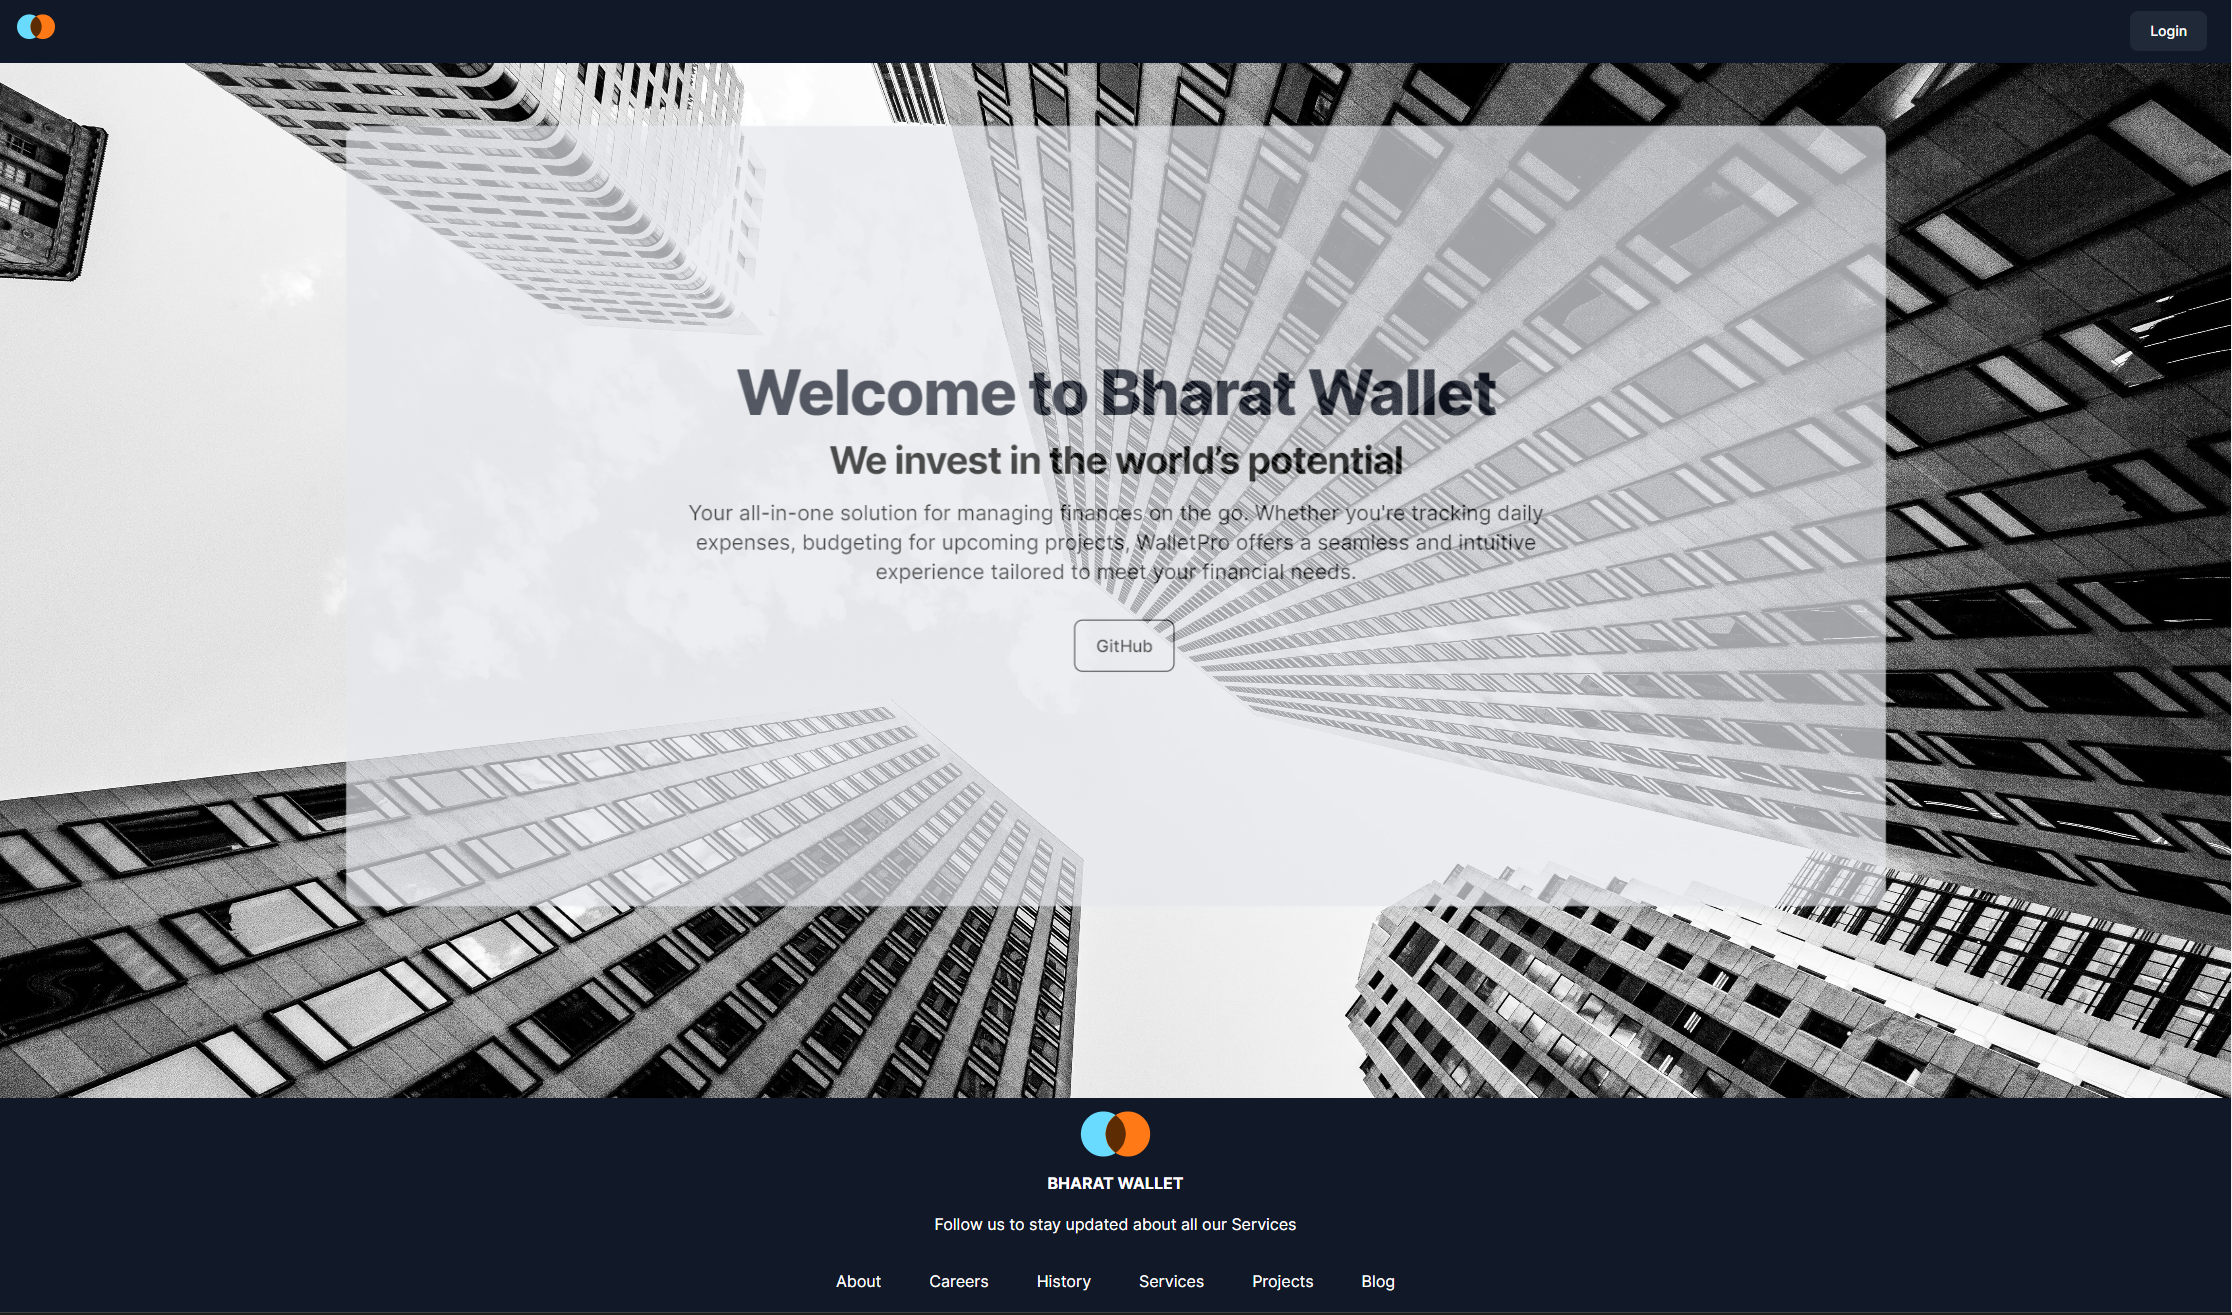 Login
Welcome to Bharat Wallet
We invest in the world's potential
Your all-in-one solution for managing finances on the go. Whether you're tracking daily
expenses, budgeting for upcoming projects, WalletPro offers a seamless and intuitive
experience tailored to meet your financial needs.
GitHub
BHARAT WALLET
Follow us to stay updated about all our Services
About Careers History Services Projects Blog